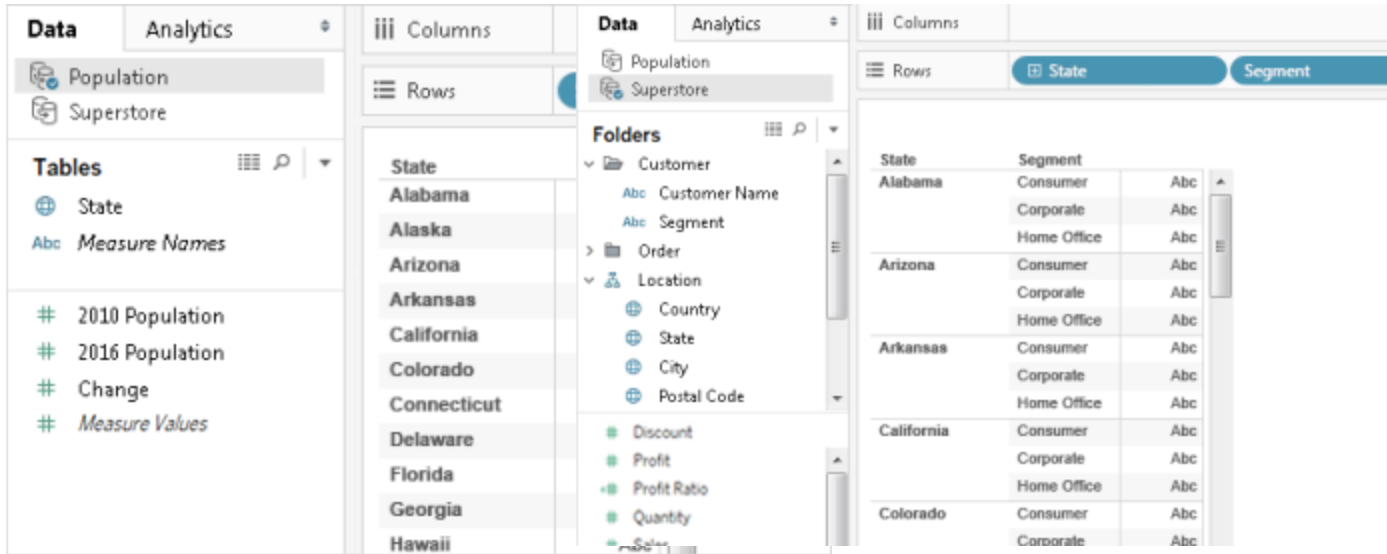 Data Analytics
Population
Superstore
Tables
State
Abc Measure Names
2010 Population
2016 Population
Change
Measure Values
Columns
Rows
State
Alabama
Alaska
Arizona
Arkansas
California
Colorado
Connecticut
Delaware
Florida
Georgia
Hawaii
Data Analytics
Population
Superstore
Folders
Customer
Abc Customer Name
Abc Segment
Order
Location
Country
State
City
Postal Code
Discount
Profit
Profit Ratio
Quantity
Sales
Columns
Rows State Segment
State Segment
Alabama Consumer Abc
Corporate Abc
Home Office Abc
Arizona Consumer Abc
Corporate Abc
Home Office Abc
Arkansas Consumer Abc
Corporate Abc
Home Office Abc
California Consumer Abc
Corporate Abc
Home Office Abc
Colorado Consumer Abc
Corporate Abc